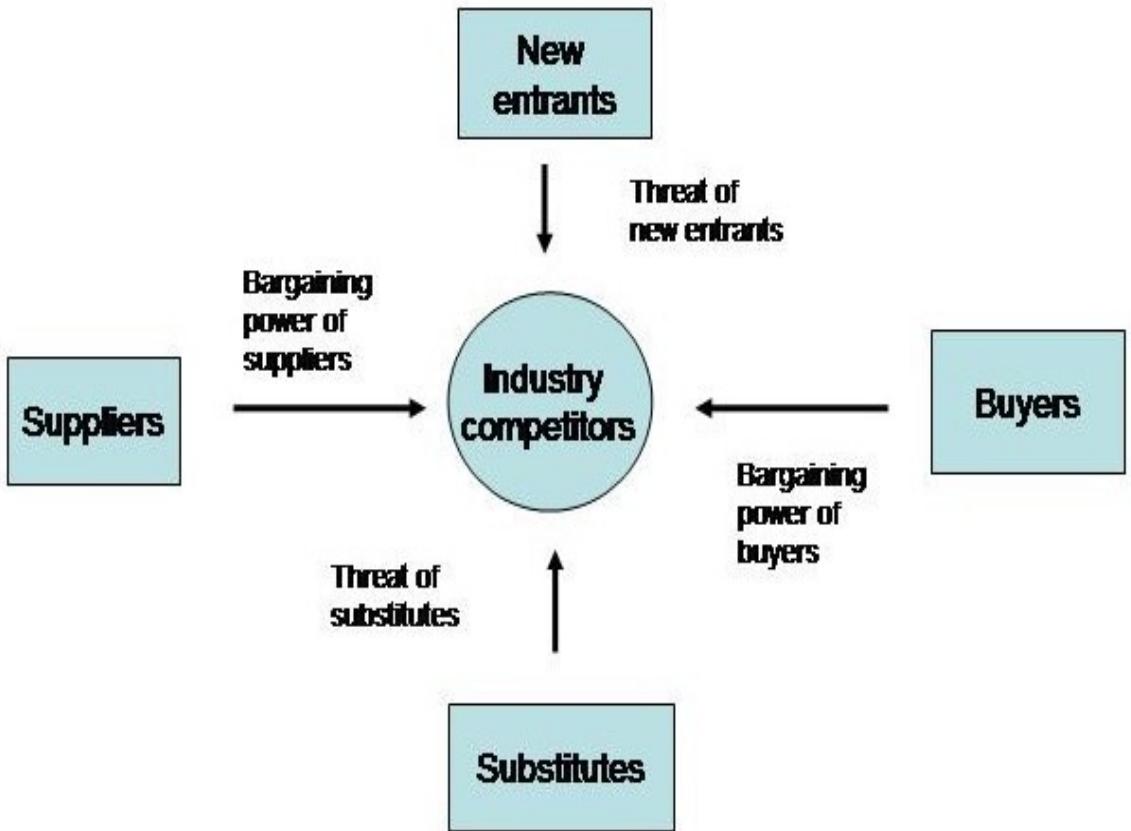 New
entrants
Threat of
new entrants
Bargaining
power of
suppliers
Suppliers
Industry
competitors
Buyers
Bargaining
power of
buyers
Threat of
substitutes
Substitutes